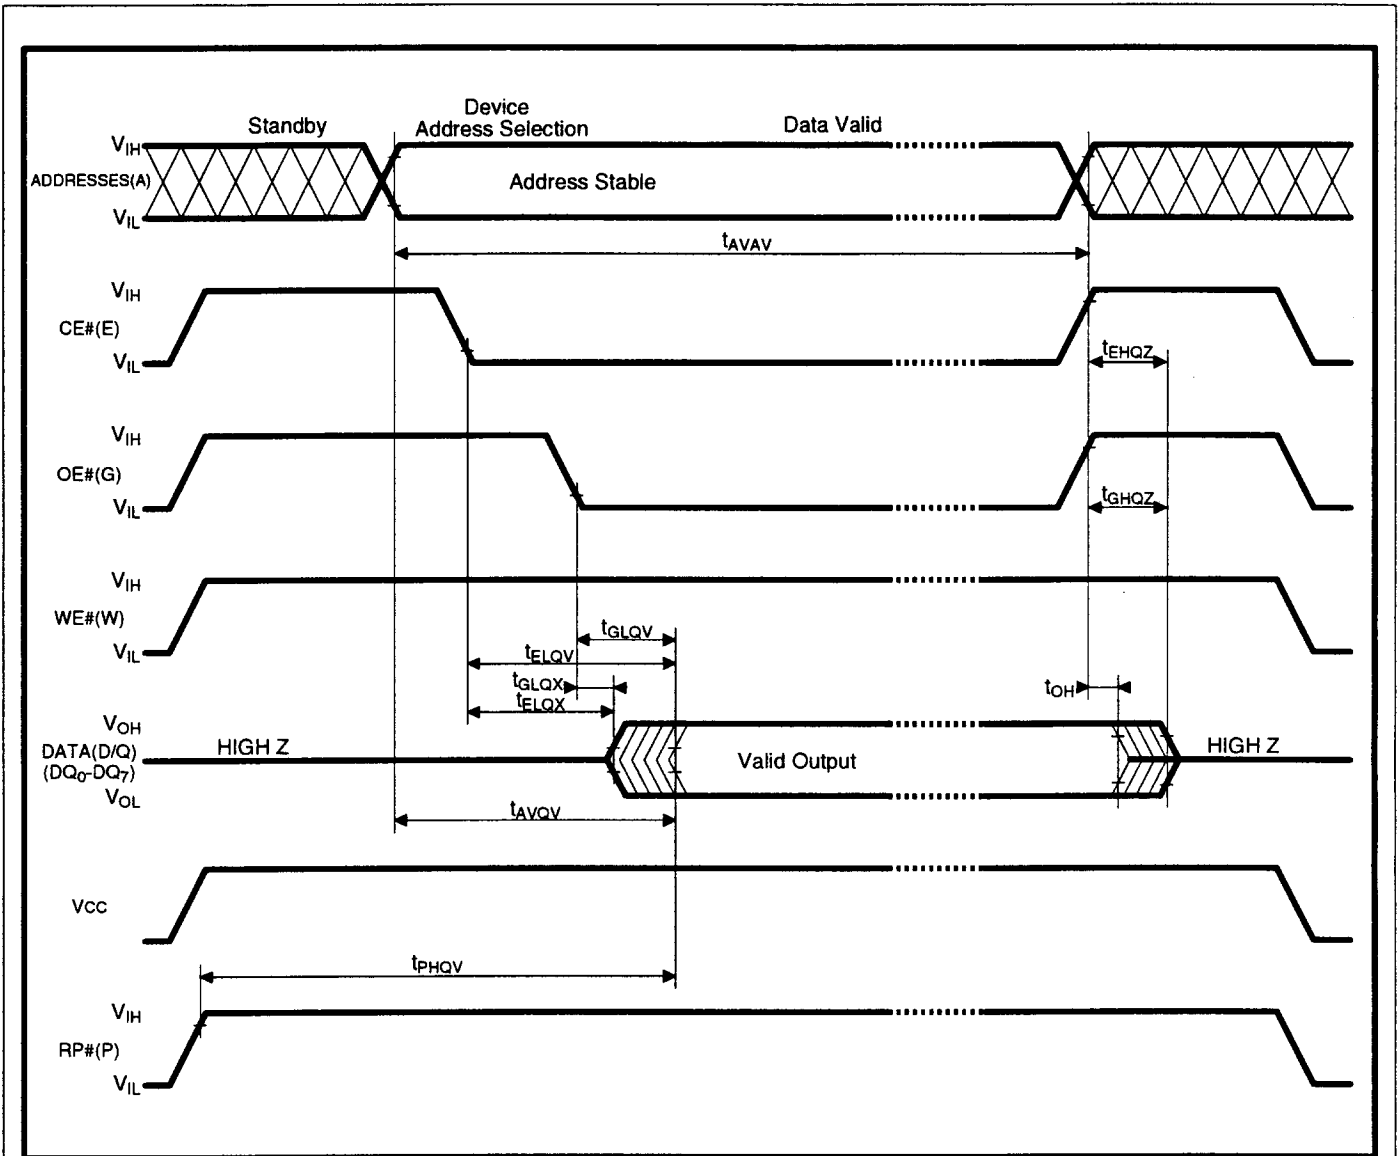 Device
Standby Address Selection Data Valid
VIH
ADDRESSES(A) Address Stable
VIL
tAVAV
VIH
CE#(E)
VIL tEHQZ
VIH
OE#(G)
VIL tGHQZ
VIH
WE#(W)
VIL tGLQV
tELQV
tGLQX tOH
tELQX
VOH
DATA(D/Q) HIGH Z Valid Output HIGH Z
(DQ0-DQ7)
VOL
tAVQV
VCC
tPHQV
VIH
RP#(P)
VIL